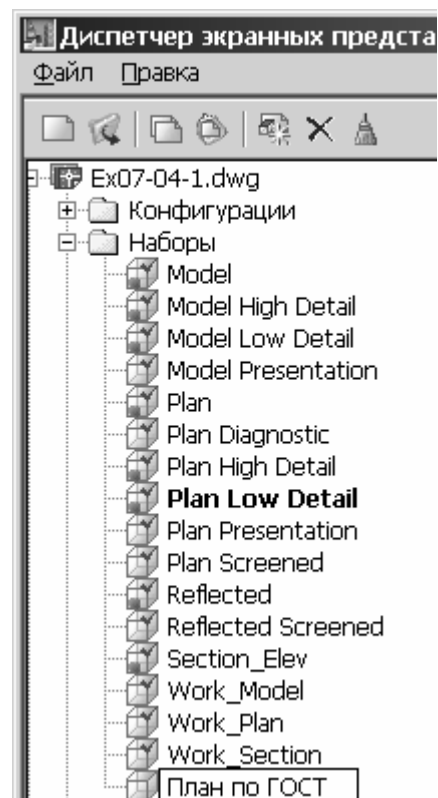 Диспетчер экранных предста
Файл Правка
Ex07-04-1.dwg
Конфигурации
Наборы
Model
Model High Detail
Model Low Detail
Model Presentation
Plan
Plan Diagnostic
Plan High Detail
Plan Low Detail
Plan Presentation
Plan Screened
Reflected
Reflected Screened
Section_Elev
Work_Model
Work_Plan
Work_Section
План по ГОСТ